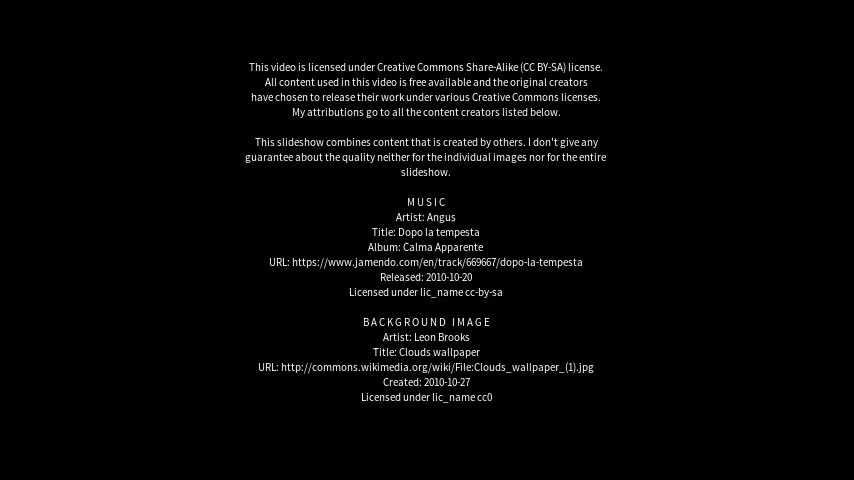 This video is licensed under Creative Commons Share-Alike (CC BY-SA) license.
All content used in this video is free available and the original creators
have chosen to release their work under various Creative Commons licenses.
My attributions go to all the content creators listed below.
This slideshow combines content that is created by others. I don't give any
guarantee about the quality neither for the individual images nor for the entire
slideshow.
MUSIC
Artist: Angus
Title: Dopo la tempesta
Album: Calma Apparente
URL: https://www.jamendo.com/en/track/669667/dopo-la-tempesta
Released: 2010-10-20
Licensed under lic_name cc-by-sa
BACKGROUND IMAGE
Artist: Leon Brooks
Title: Clouds wallpaper
URL: http://commons.wikimedia.org/wiki/File:Clouds_wallpaper_(1).jpg
Created: 2010-10-27
Licensed under lic_name cc0